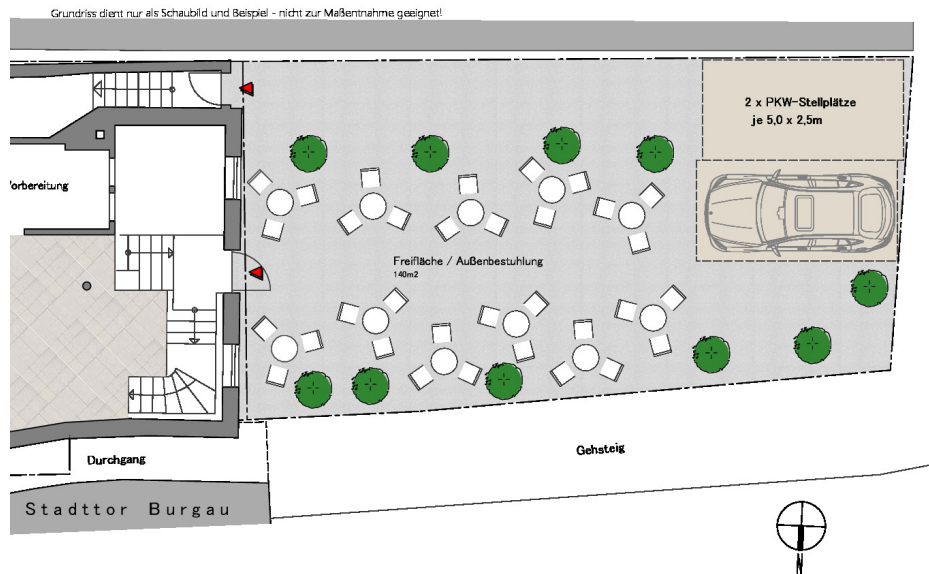 Grundriss dient nur als Schaubild und Beispiel - nicht zur Maßentnahme geeignet!
2 x PKW-Stellplätze
je 5,0 x 2,5m
Vorbereitung
Freifläche / Außenbestuhlung
140m2
Gehsteig
Durchgang
Stadttor Burgau
N